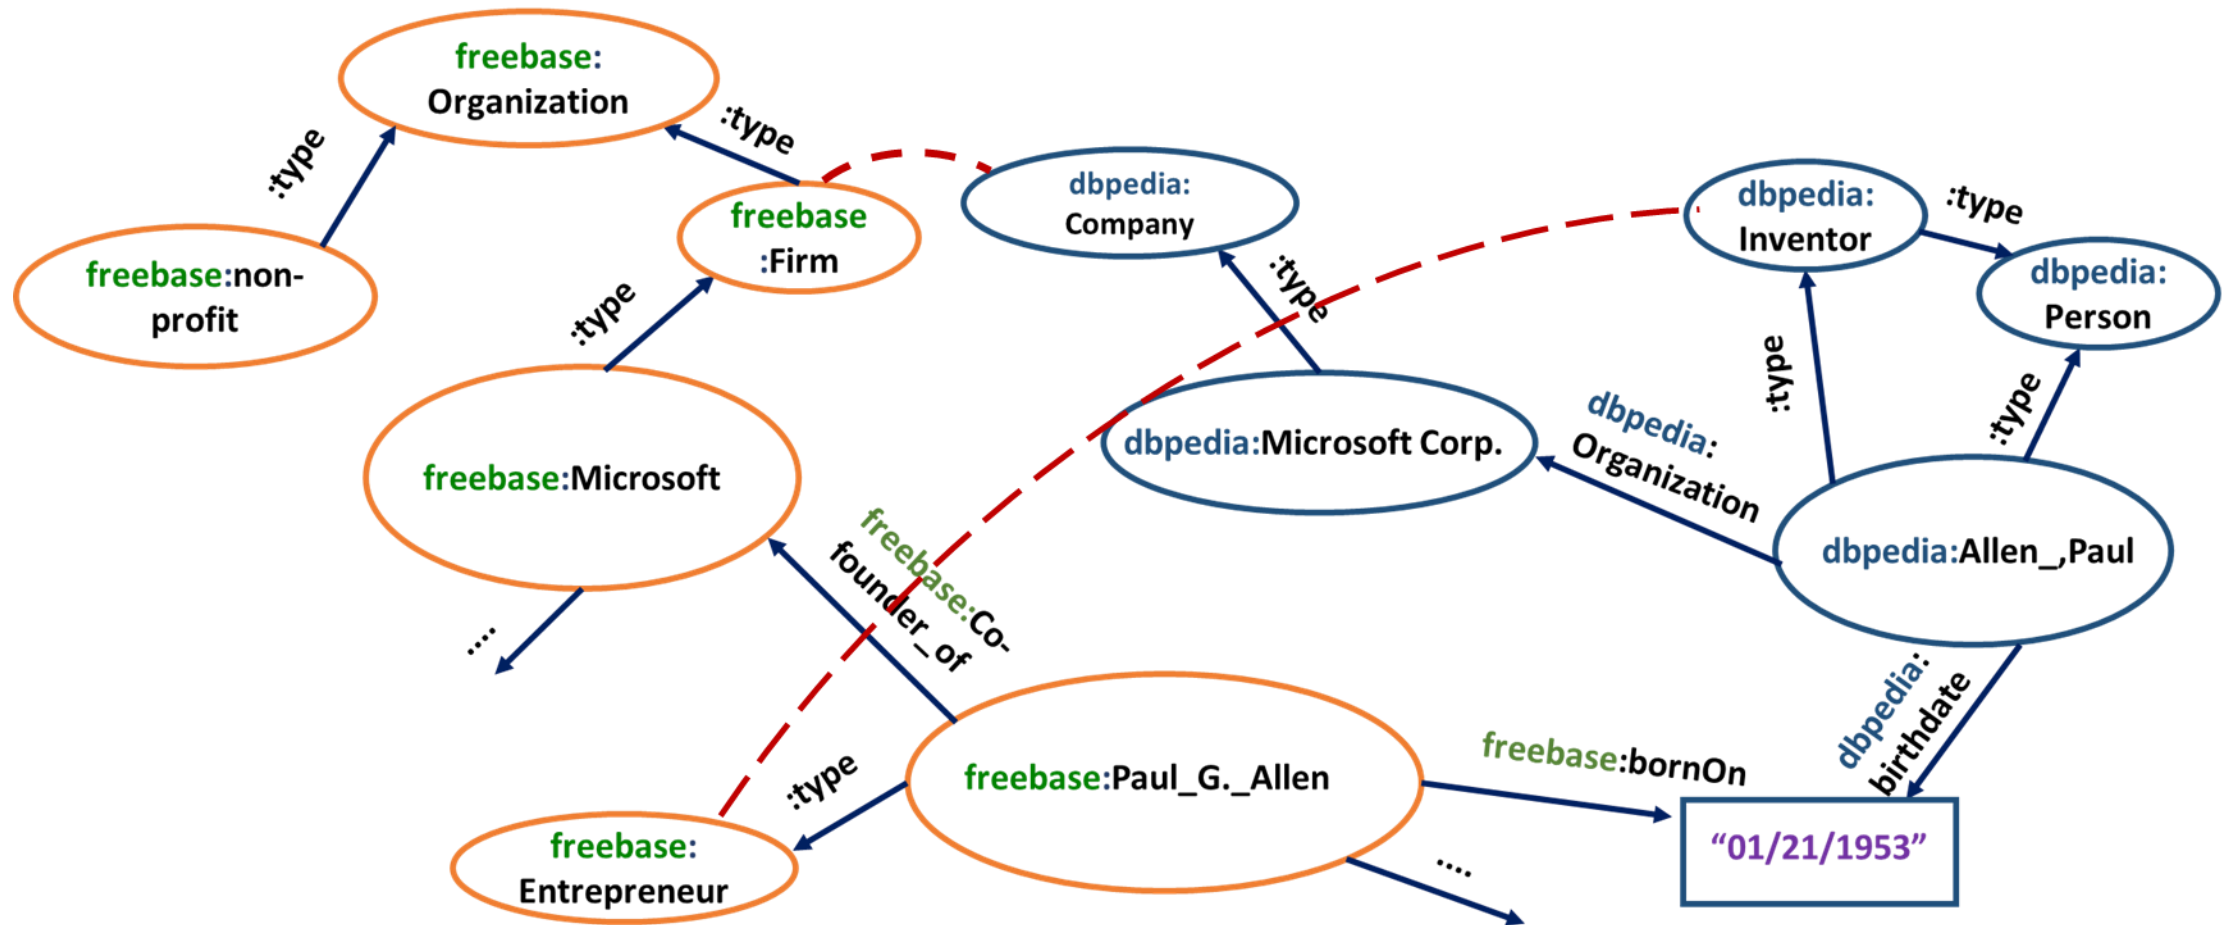 freebase:
Organization
:type
:type
dbpedia:
Company
dbpedia:
Inventor
:type
dbpedia:
Person
freebase
:Firm
freebase:non-
profit
:type
:type
:type
:type
dbpedia:
Organization
dbpedia:Microsoft Corp.
freebase:Microsoft
dbpedia:Allen_,Paul
freebase:Co-
founder_of
....
dbpedia:
birthdate
freebase:Paul_G._Allen
freebase:bornOn
:type
freebase:
Entrepreneur
“01/21/1953”
....